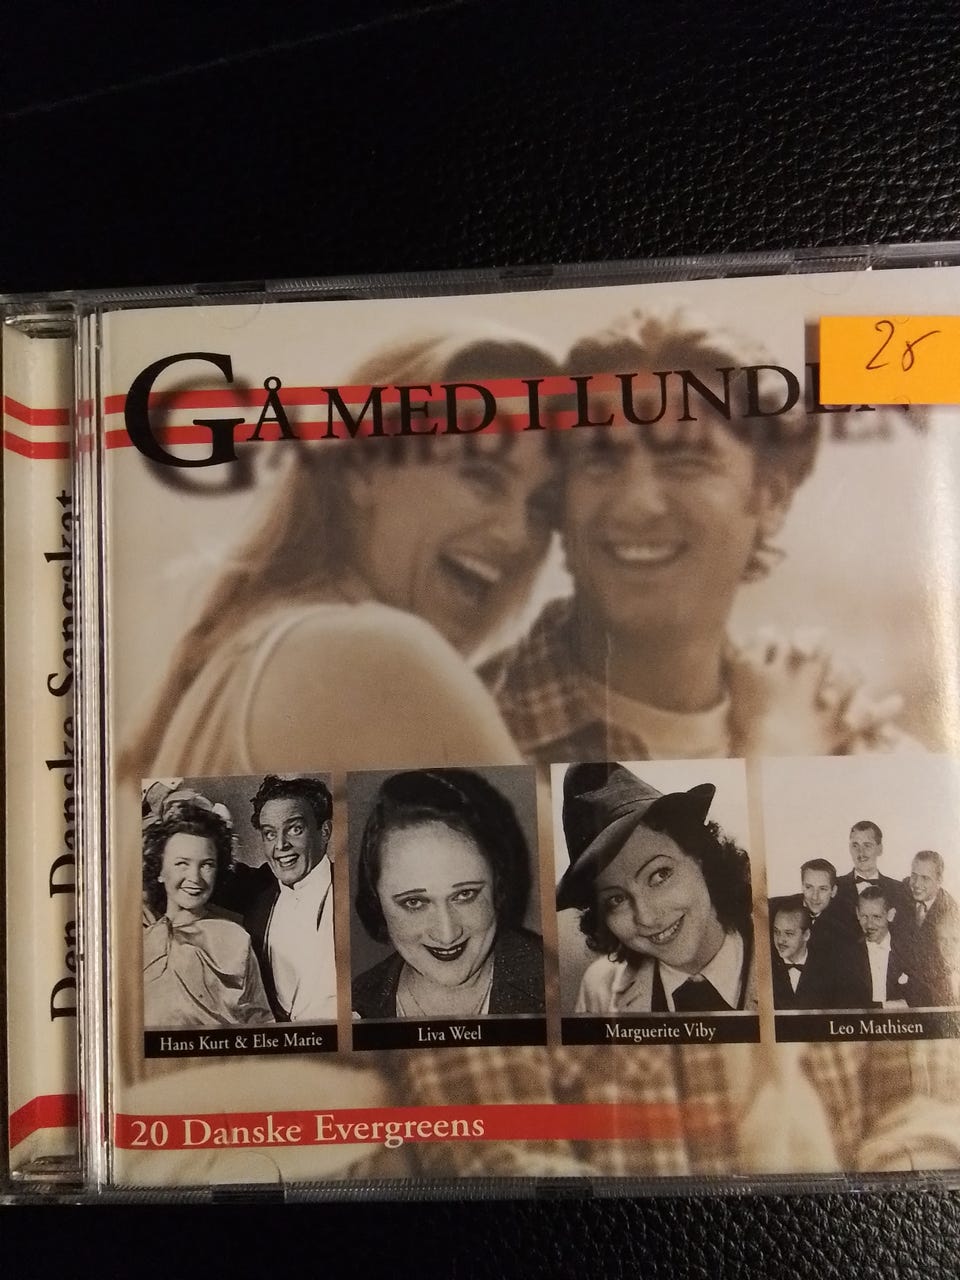 GÅ MED I LUNDEN
Den Danske Sangskat
Hans Kurt & Else Marie
Liva Weel
Marguerite Viby
Leo Mathisen
20 Danske Evergreens